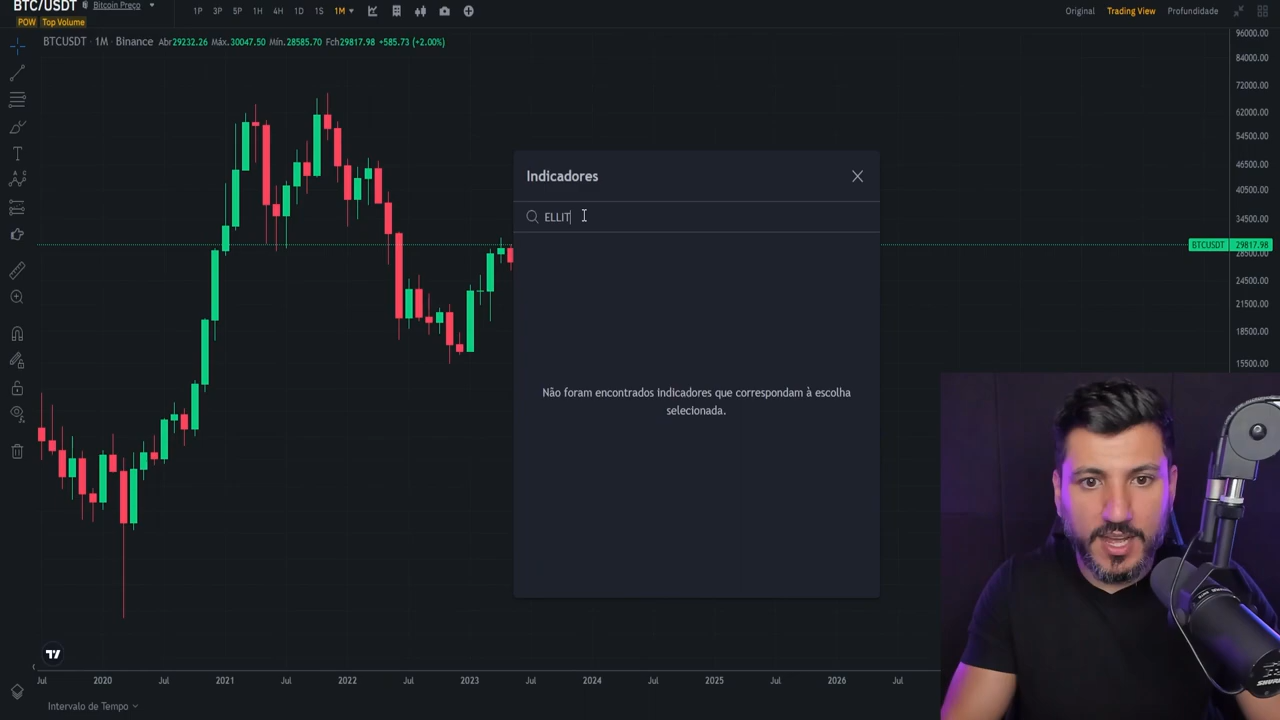 BTC/USDT Bitcoin Preço
POW Top Volume
1P 3P 5P 1H 4H 1D 1S 1M
Original Trading View Profundidade
BTCUSDT · 1M · Binance Abr29232.26 Máx.30047.50 Mín.28585.70 Fch29817.98 +585.73 (+2.00%)
96000.00
84000.00
72000.00
62000.00
54500.00
46500.00
40500.00
34500.00
BTCUSDT 29817.98
28500.00
24500.00
21500.00
18500.00
15500.00
Indicadores
ELLIT
Não foram encontrados indicadores que correspondam à escolha
selecionada.
Jul 2020 Jul 2021 Jul 2022 Jul 2023 Jul 2024 Jul 2025 Jul 2026 Jul
Intervalo de Tempo
SHURE